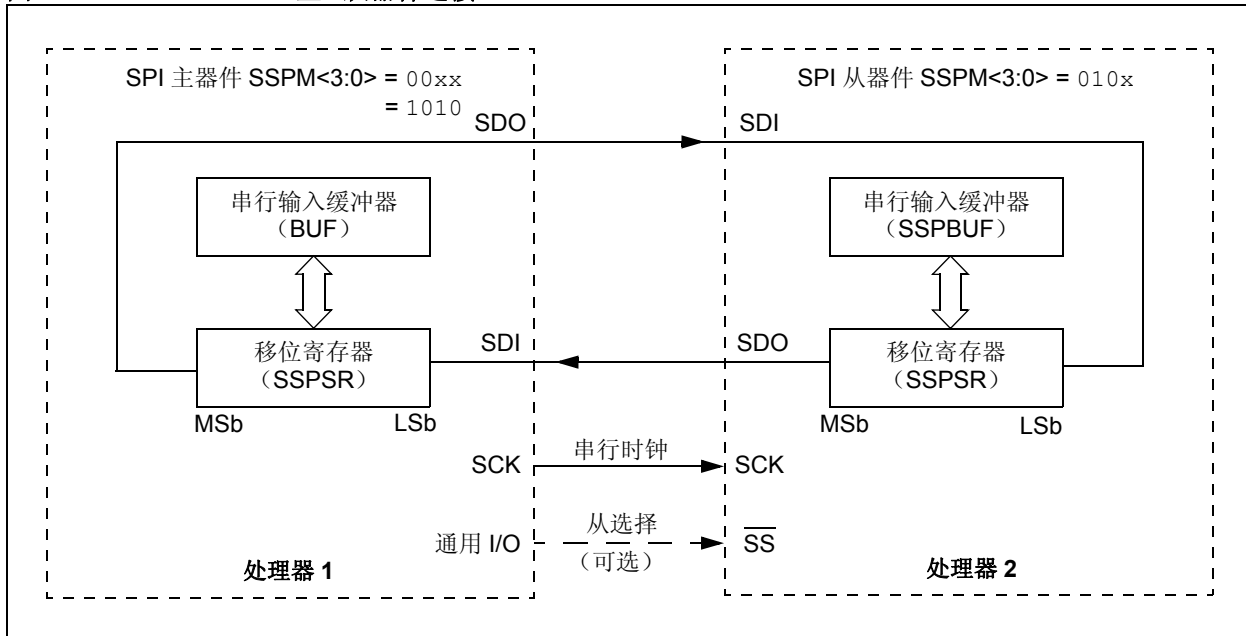 SPI 主器件 SSPM<3:0> = 00xx
= 1010
SDO
串行输入缓冲器
（BUF）
移位寄存器
（SSPSR）
MSb
LSb
SDI
SCK
通用 I/O
处理器 1
串行时钟
从选择
（可选）
SPI 从器件 SSPM<3:0> = 010x
SDI
串行输入缓冲器
（SSPBUF）
SDO
移位寄存器
（SSPSR）
MSb
LSb
SCK
SS
处理器 2